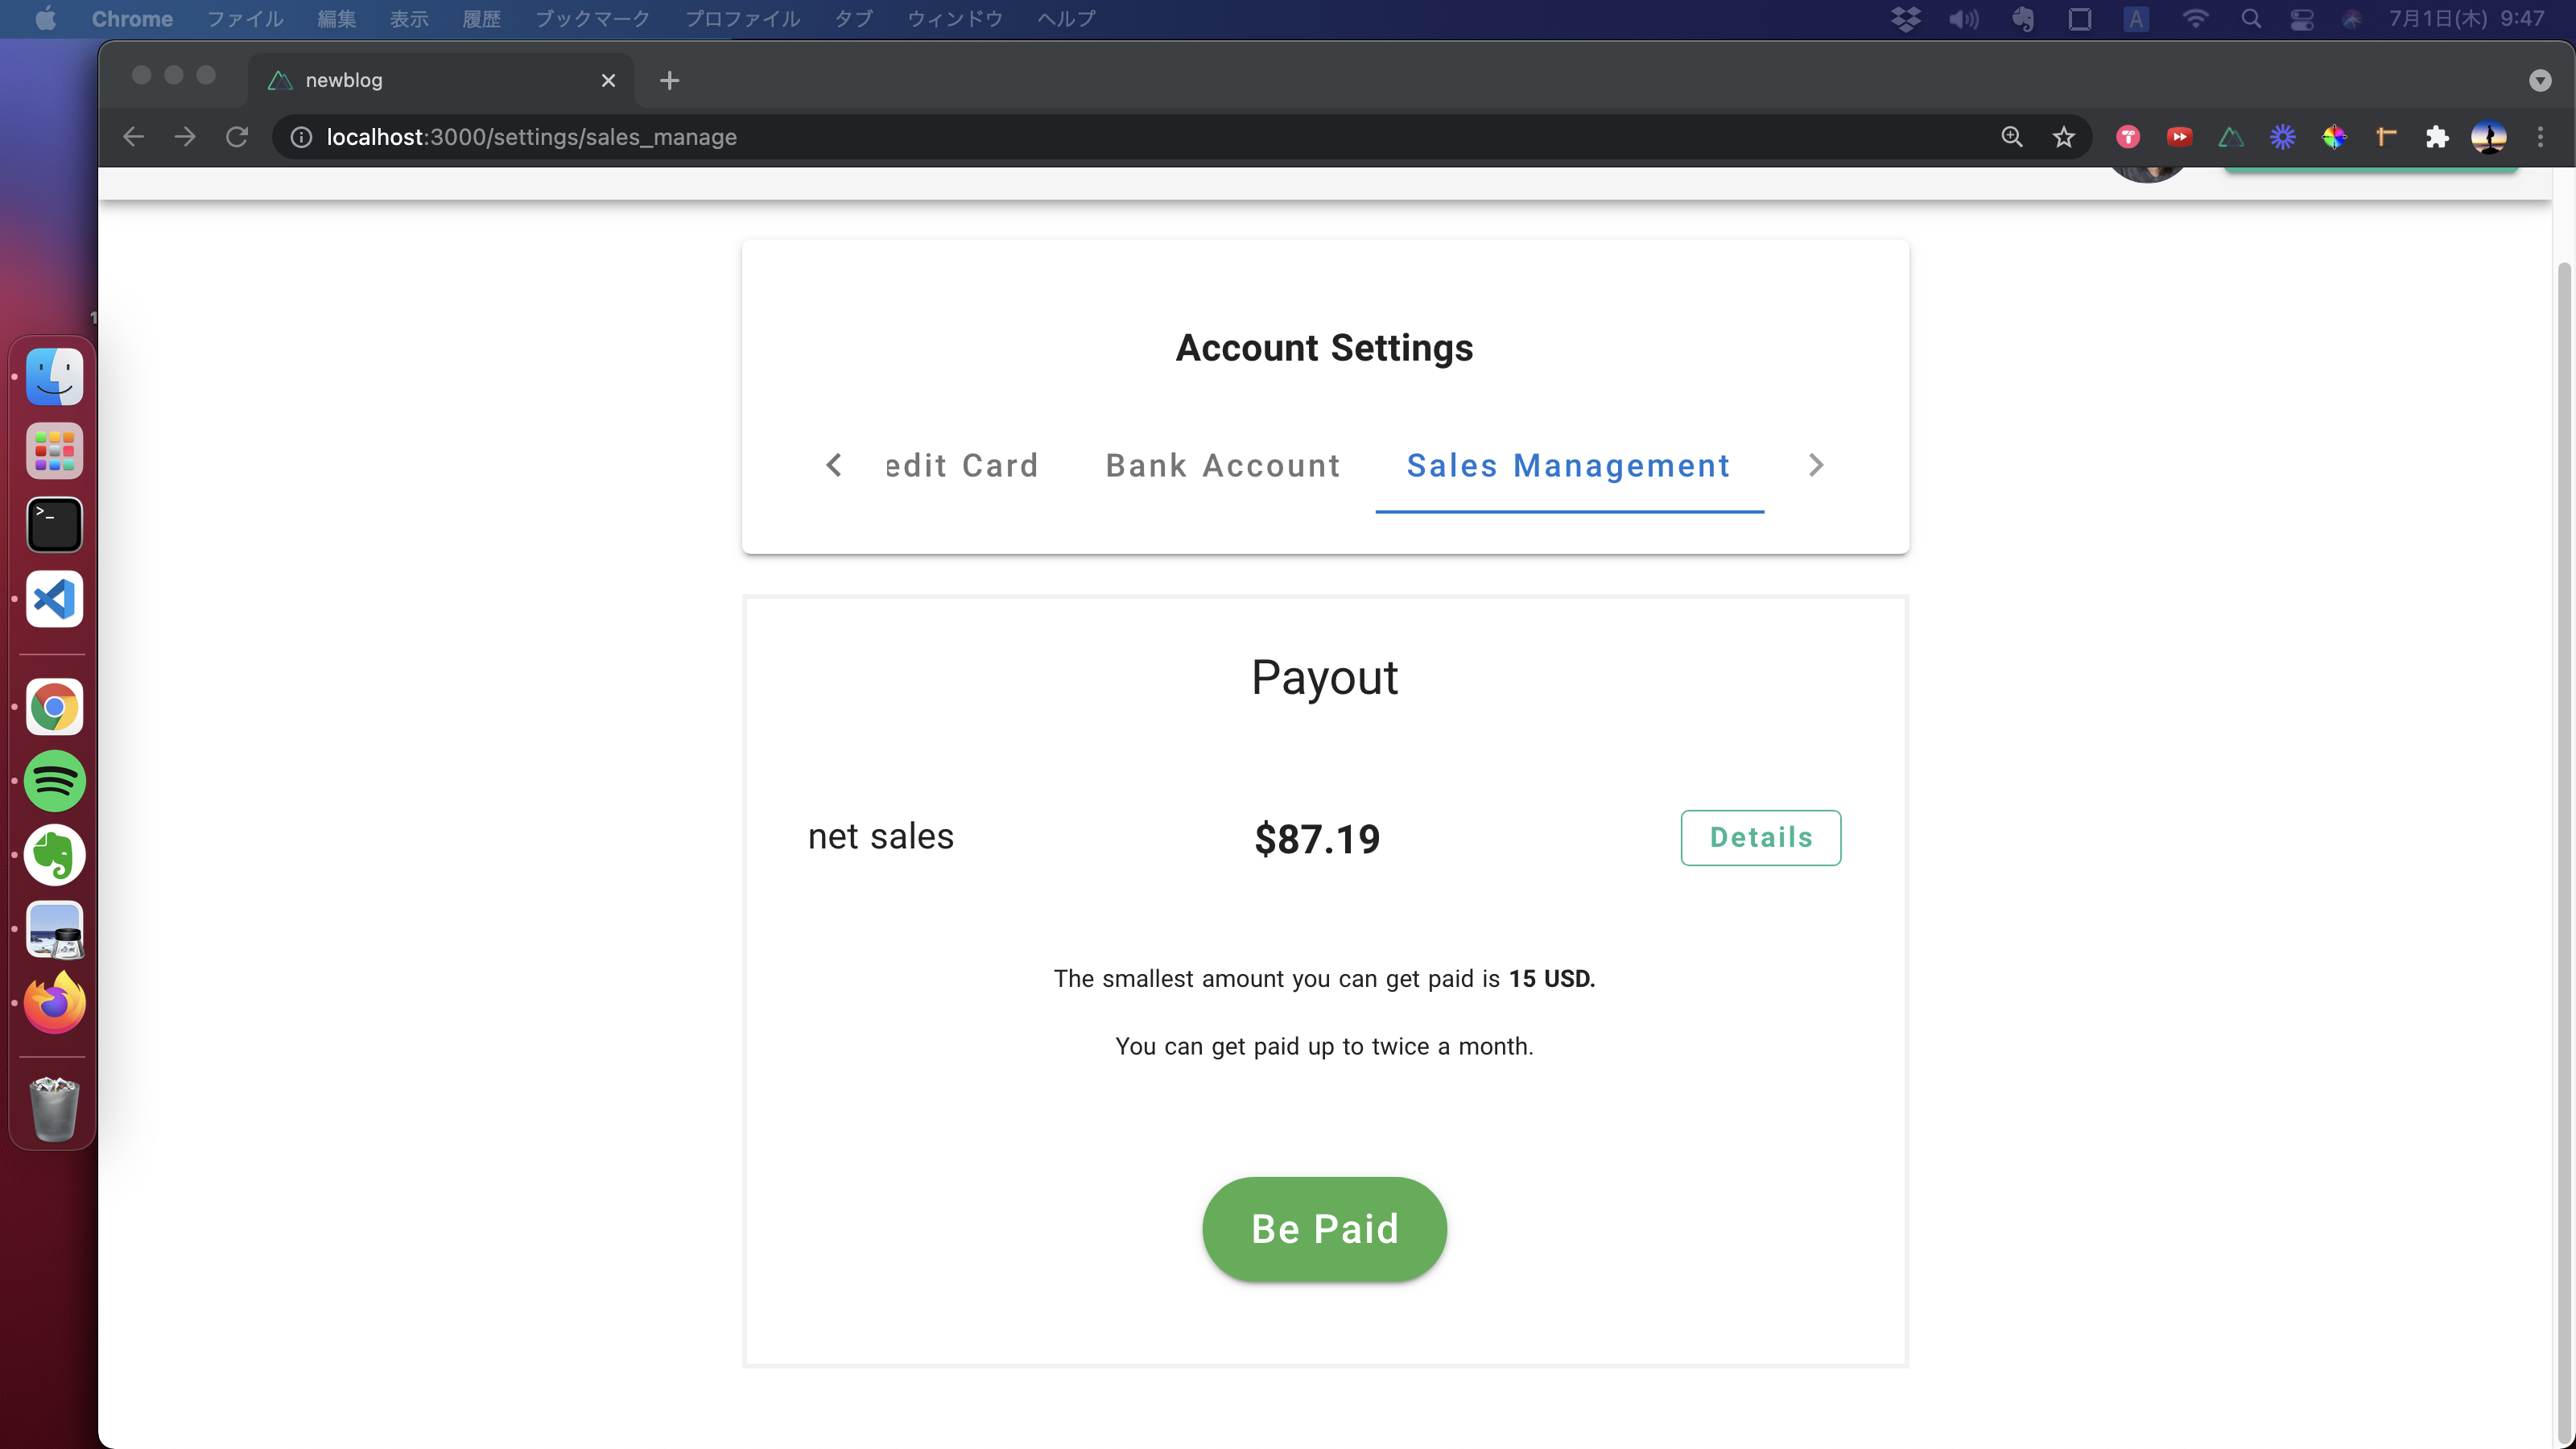 Chrome ファイル 編集 表示 履歴 ブックマーク プロファイル タブ ウィンドウ ヘルプ A 7月1日(木) 9:47
newblog
localhost:3000/settings/sales_manage
Account Settings
edit Card Bank Account Sales Management
Payout
net sales $87.19 Details
The smallest amount you can get paid is 15 USD.
You can get paid up to twice a month.
Be Paid